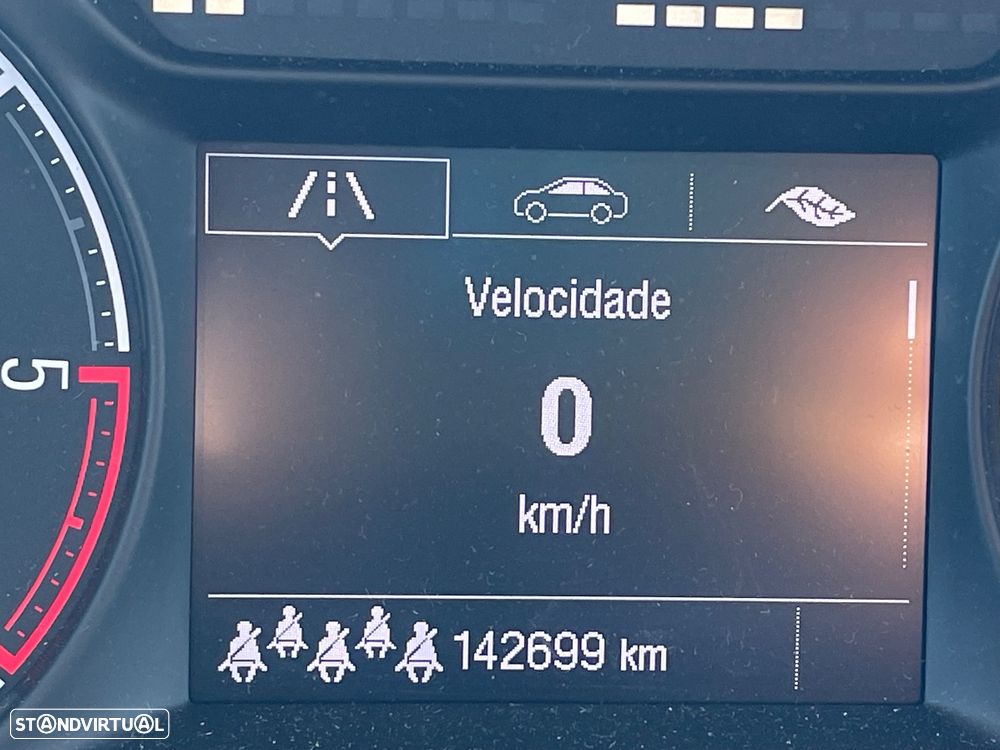 Velocidade
5
0
km/h
142699 km
STANDVIRTUAL